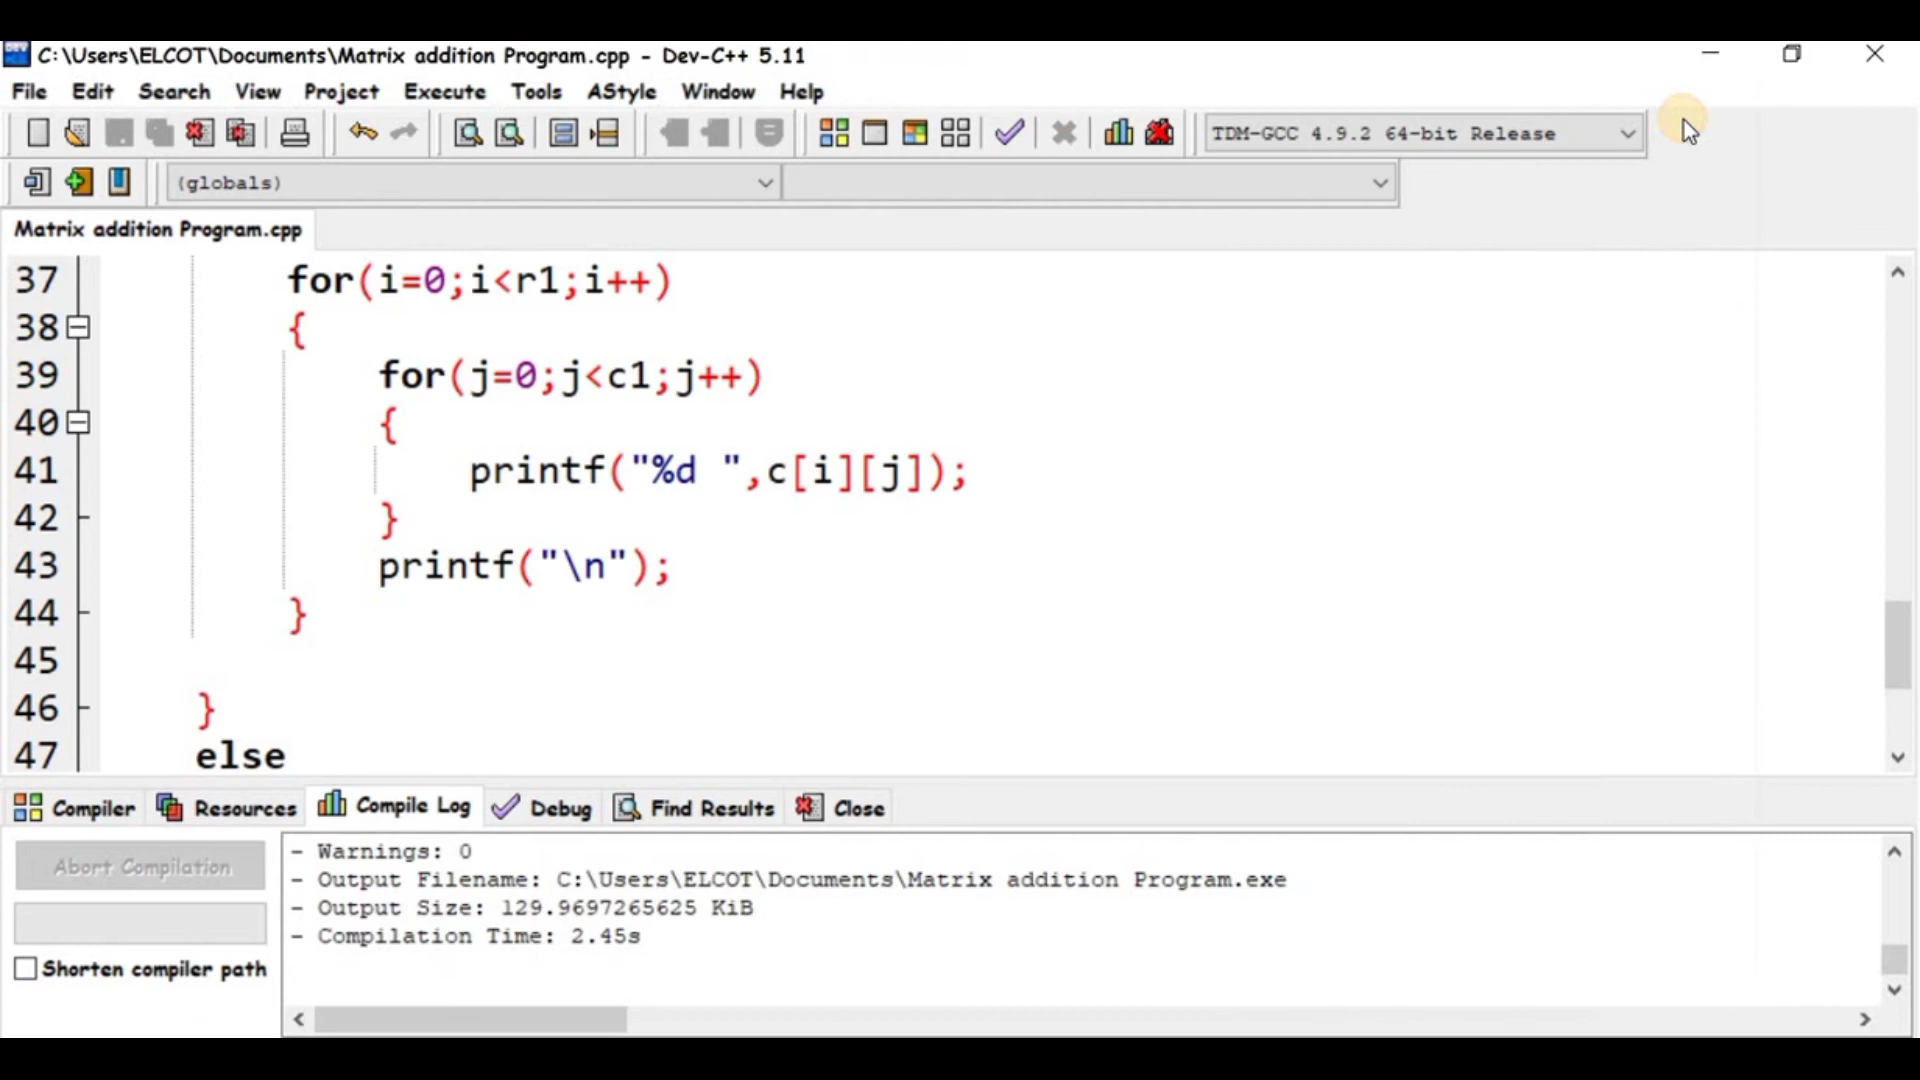 C:\Users\ELCOT\Documents\Matrix addition Program.cpp - Dev-C++ 5.11
File Edit Search View Project Execute Tools AStyle Window Help
TDM-GCC 4.9.2 64-bit Release
(globals)
Matrix addition Program.cpp
37 for(i=0;i<r1;i++)
38 {
39 for(j=0;j<c1;j++)
40 {
41 printf("%d ",c[i][j]);
42 }
43 printf("\n");
44 }
45
46 }
47 else
Compiler Resources Compile Log Debug Find Results Close
Abort Compilation
Shorten compiler path
- Warnings: 0
- Output Filename: C:\Users\ELCOT\Documents\Matrix addition Program.exe
- Output Size: 129.9697265625 KiB
- Compilation Time: 2.45s